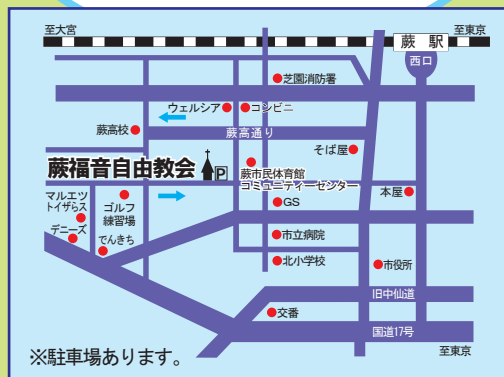 至大宮
蕨 駅
至東京
西口
芝園消防署
ウェルシア
コンビニ
蕨高校
蕨高通り
そば屋
蕨福音自由教会
P
蕨市民体育館
コミュニティーセンター
マルエツ
トイザらス
ゴルフ
練習場
本屋
GS
デニーズ
でんきち
市立病院
北小学校
市役所
旧中仙道
交番
国道17号
※駐車場あります。
至東京